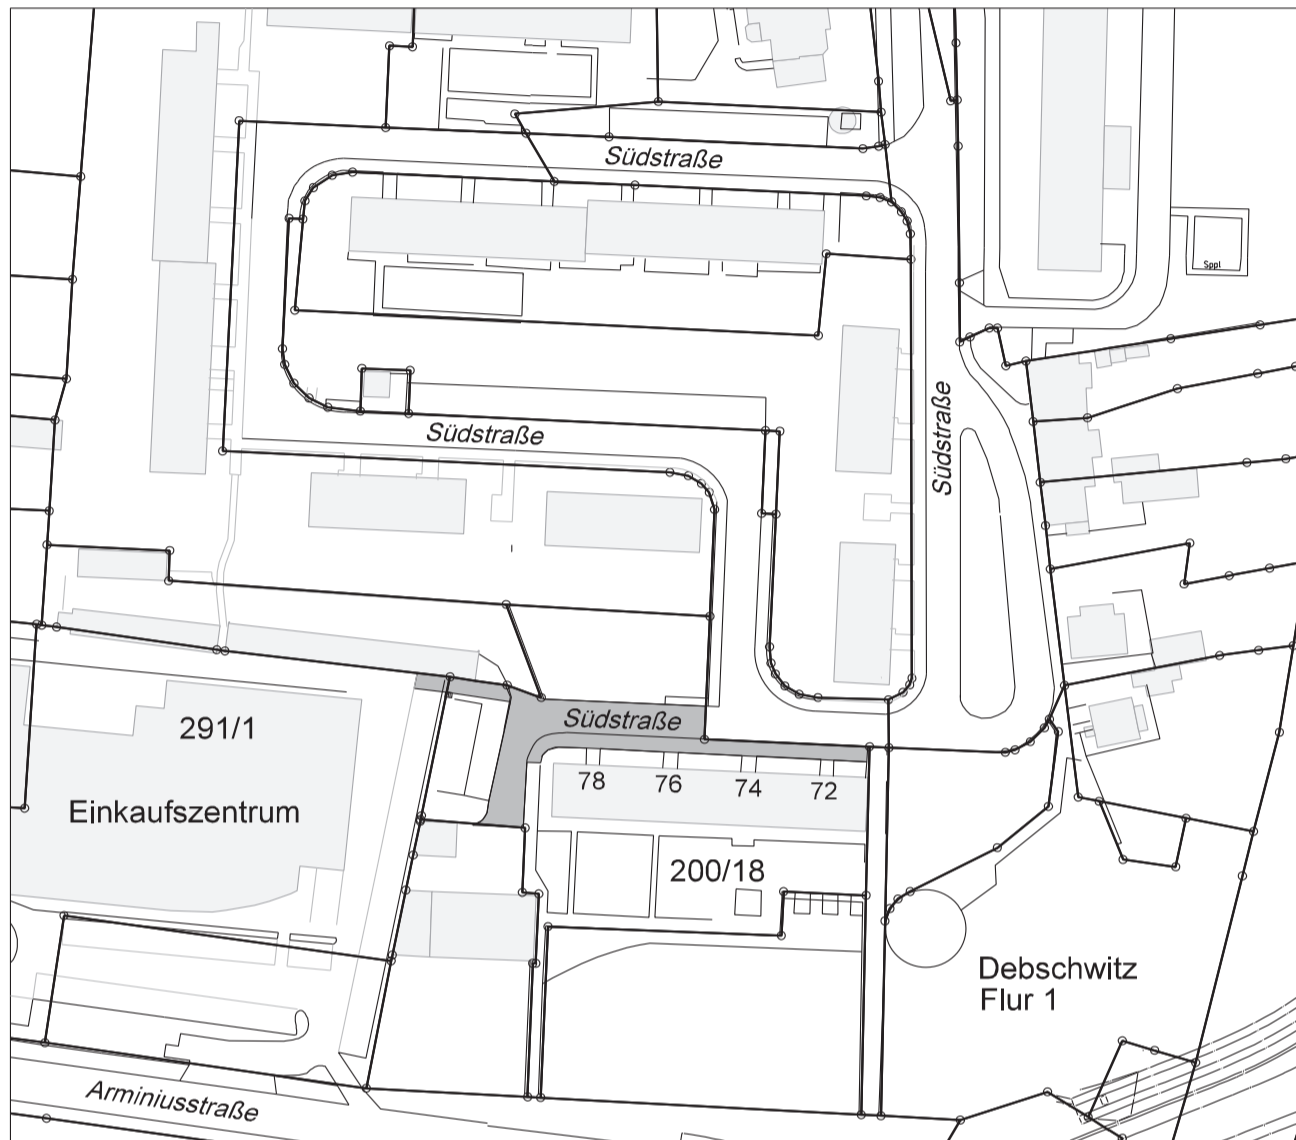 Südstraße
Sppl
Südstraße
Südstraße
Südstraße
291/1
78 76 74 72
Einkaufszentrum
200/18
Debschwitz
Flur 1
Arminiusstraße